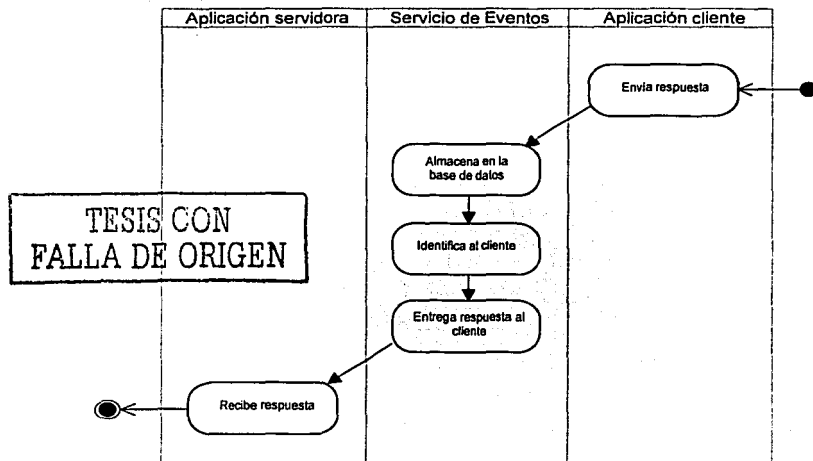 Aplicación servidora
Servicio de Eventos
Aplicación cliente
Envia respuesta
Almacena en la
base de datos
TESIS CON
FALLA DE ORIGEN
Identifica al cliente
Entrega respuesta al
cliente
Recibe respuesta